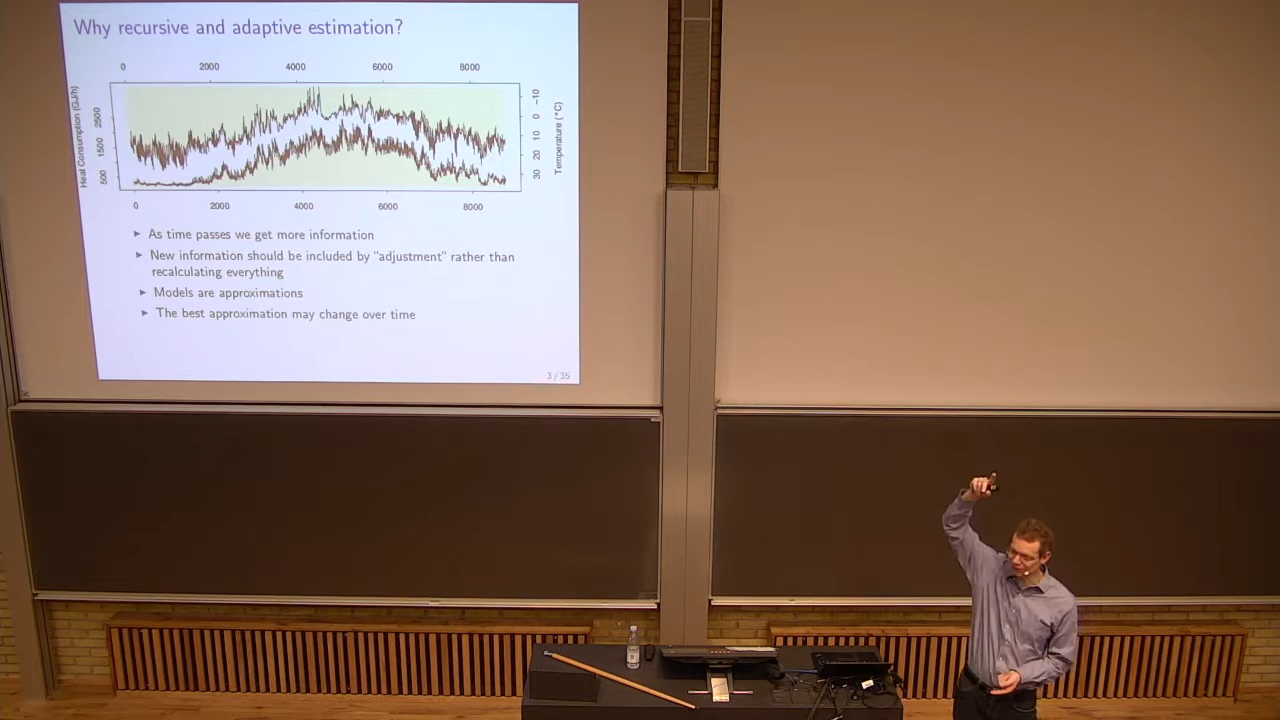 Why recursive and adaptive estimation?
0 2000 4000 6000 8000
Heat Consumption (GJ/h)
500 1500 2500
-10 0 10 20 30
Temperature (°C)
0 2000 4000 6000 8000
► As time passes we get more information
► New information should be included by "adjustment" rather than
recalculating everything
► Models are approximations
► The best approximation may change over time
3 / 35